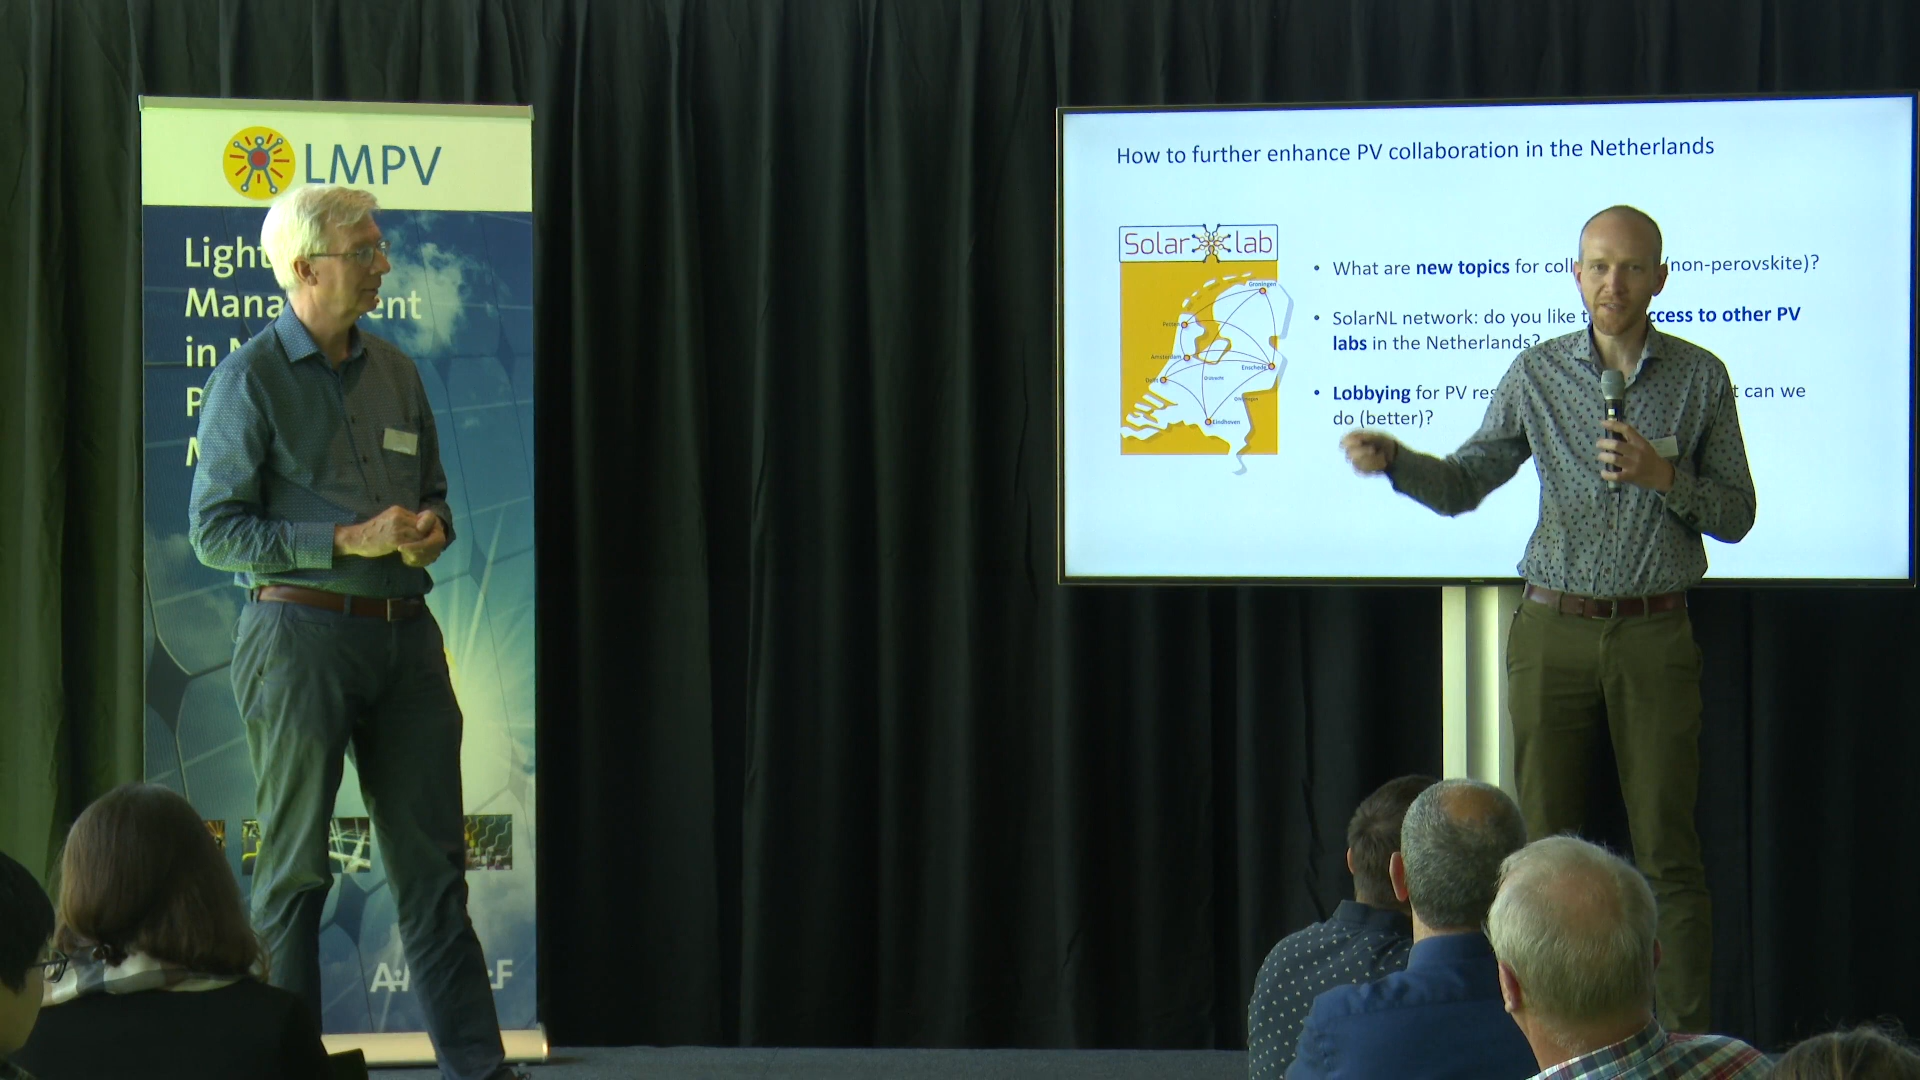 LMPV
Light
Mana ent
in N
P
M
A F
How to further enhance PV collaboration in the Netherlands
Solar lab
Groningen
Petten
Amsterdam
Enschede
Delft
Utrecht
Eindhoven
• What are new topics for coll (non-perovskite)?
• SolarNL network: do you like t ccess to other PV
labs in the Netherlands?
• Lobbying for PV res t can we
do (better)?